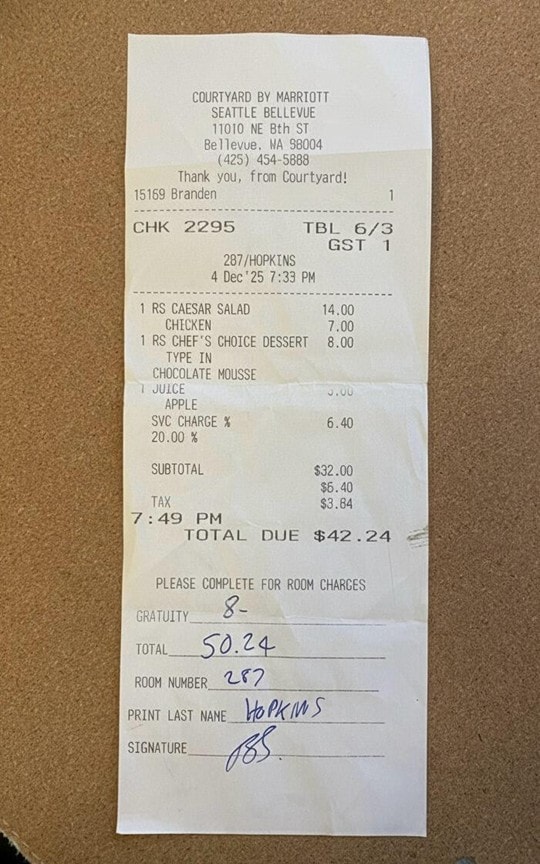 COURTYARD BY MARRIOTT
SEATTLE BELLEVUE
11010 NE 8th ST
Bellevue, WA 98004
(425) 454-5888
Thank you, from Courtyard!
15169 Branden 1
CHK 2295 TBL 6/3
GST 1
287/HOPKINS
4 Dec'25 7:33 PM
1 RS CAESAR SALAD 14.00
CHICKEN 7.00
1 RS CHEF'S CHOICE DESSERT 8.00
TYPE IN
CHOCOLATE MOUSSE
1 JUICE 3.00
APPLE
SVC CHARGE % 6.40
20.00 %
SUBTOTAL $32.00
$6.40
TAX $3.84
7:49 PM
TOTAL DUE $42.24
PLEASE COMPLETE FOR ROOM CHARGES
GRATUITY 8-
TOTAL 50.24
ROOM NUMBER 287
PRINT LAST NAME HOPKINS
SIGNATURE